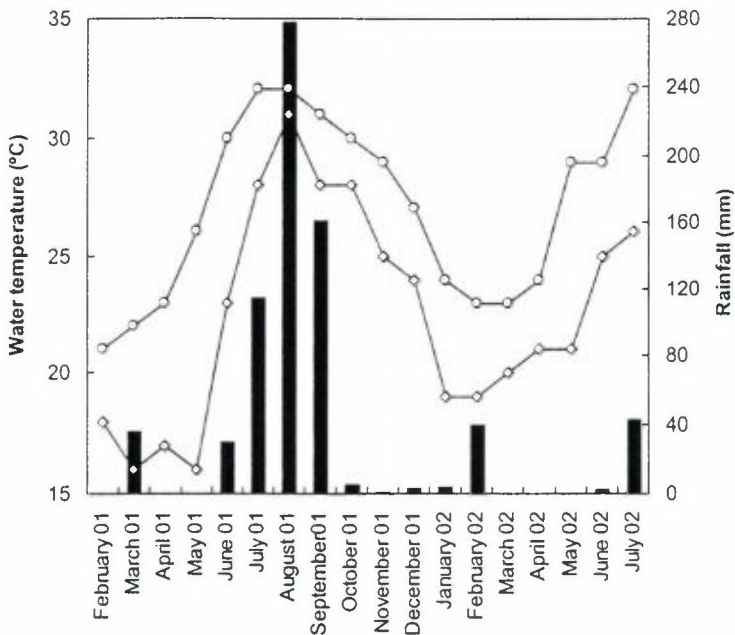 35
30
25
20
15
Water temperature (ºC)
280
240
200
160
120
80
40
0
Rainfall (mm)
February 01
March 01
April 01
May 01
June 01
July 01
August 01
September01
October 01
November 01
December 01
January 02
February 02
March 02
April 02
May 02
June 02
July 02